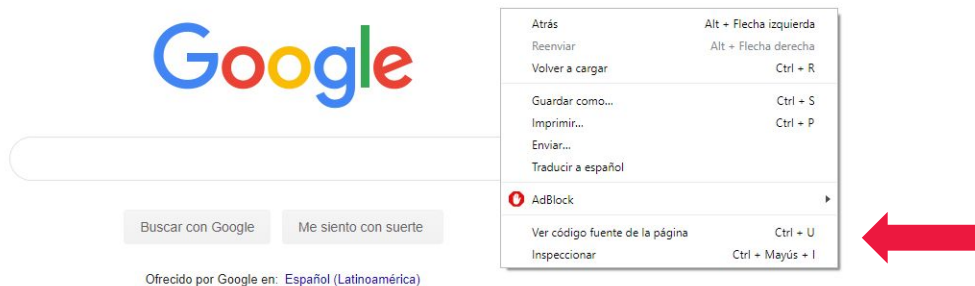 Google
Buscar con Google
Me siento con suerte
Ofrecido por Google en: Español (Latinoamérica)
Atrás Alt + Flecha izquierda
Reenviar Alt + Flecha derecha
Volver a cargar Ctrl + R
Guardar como... Ctrl + S
Imprimir... Ctrl + P
Enviar...
Traducir a español
AdBlock
Ver código fuente de la página Ctrl + U
Inspeccionar Ctrl + Mayús + I